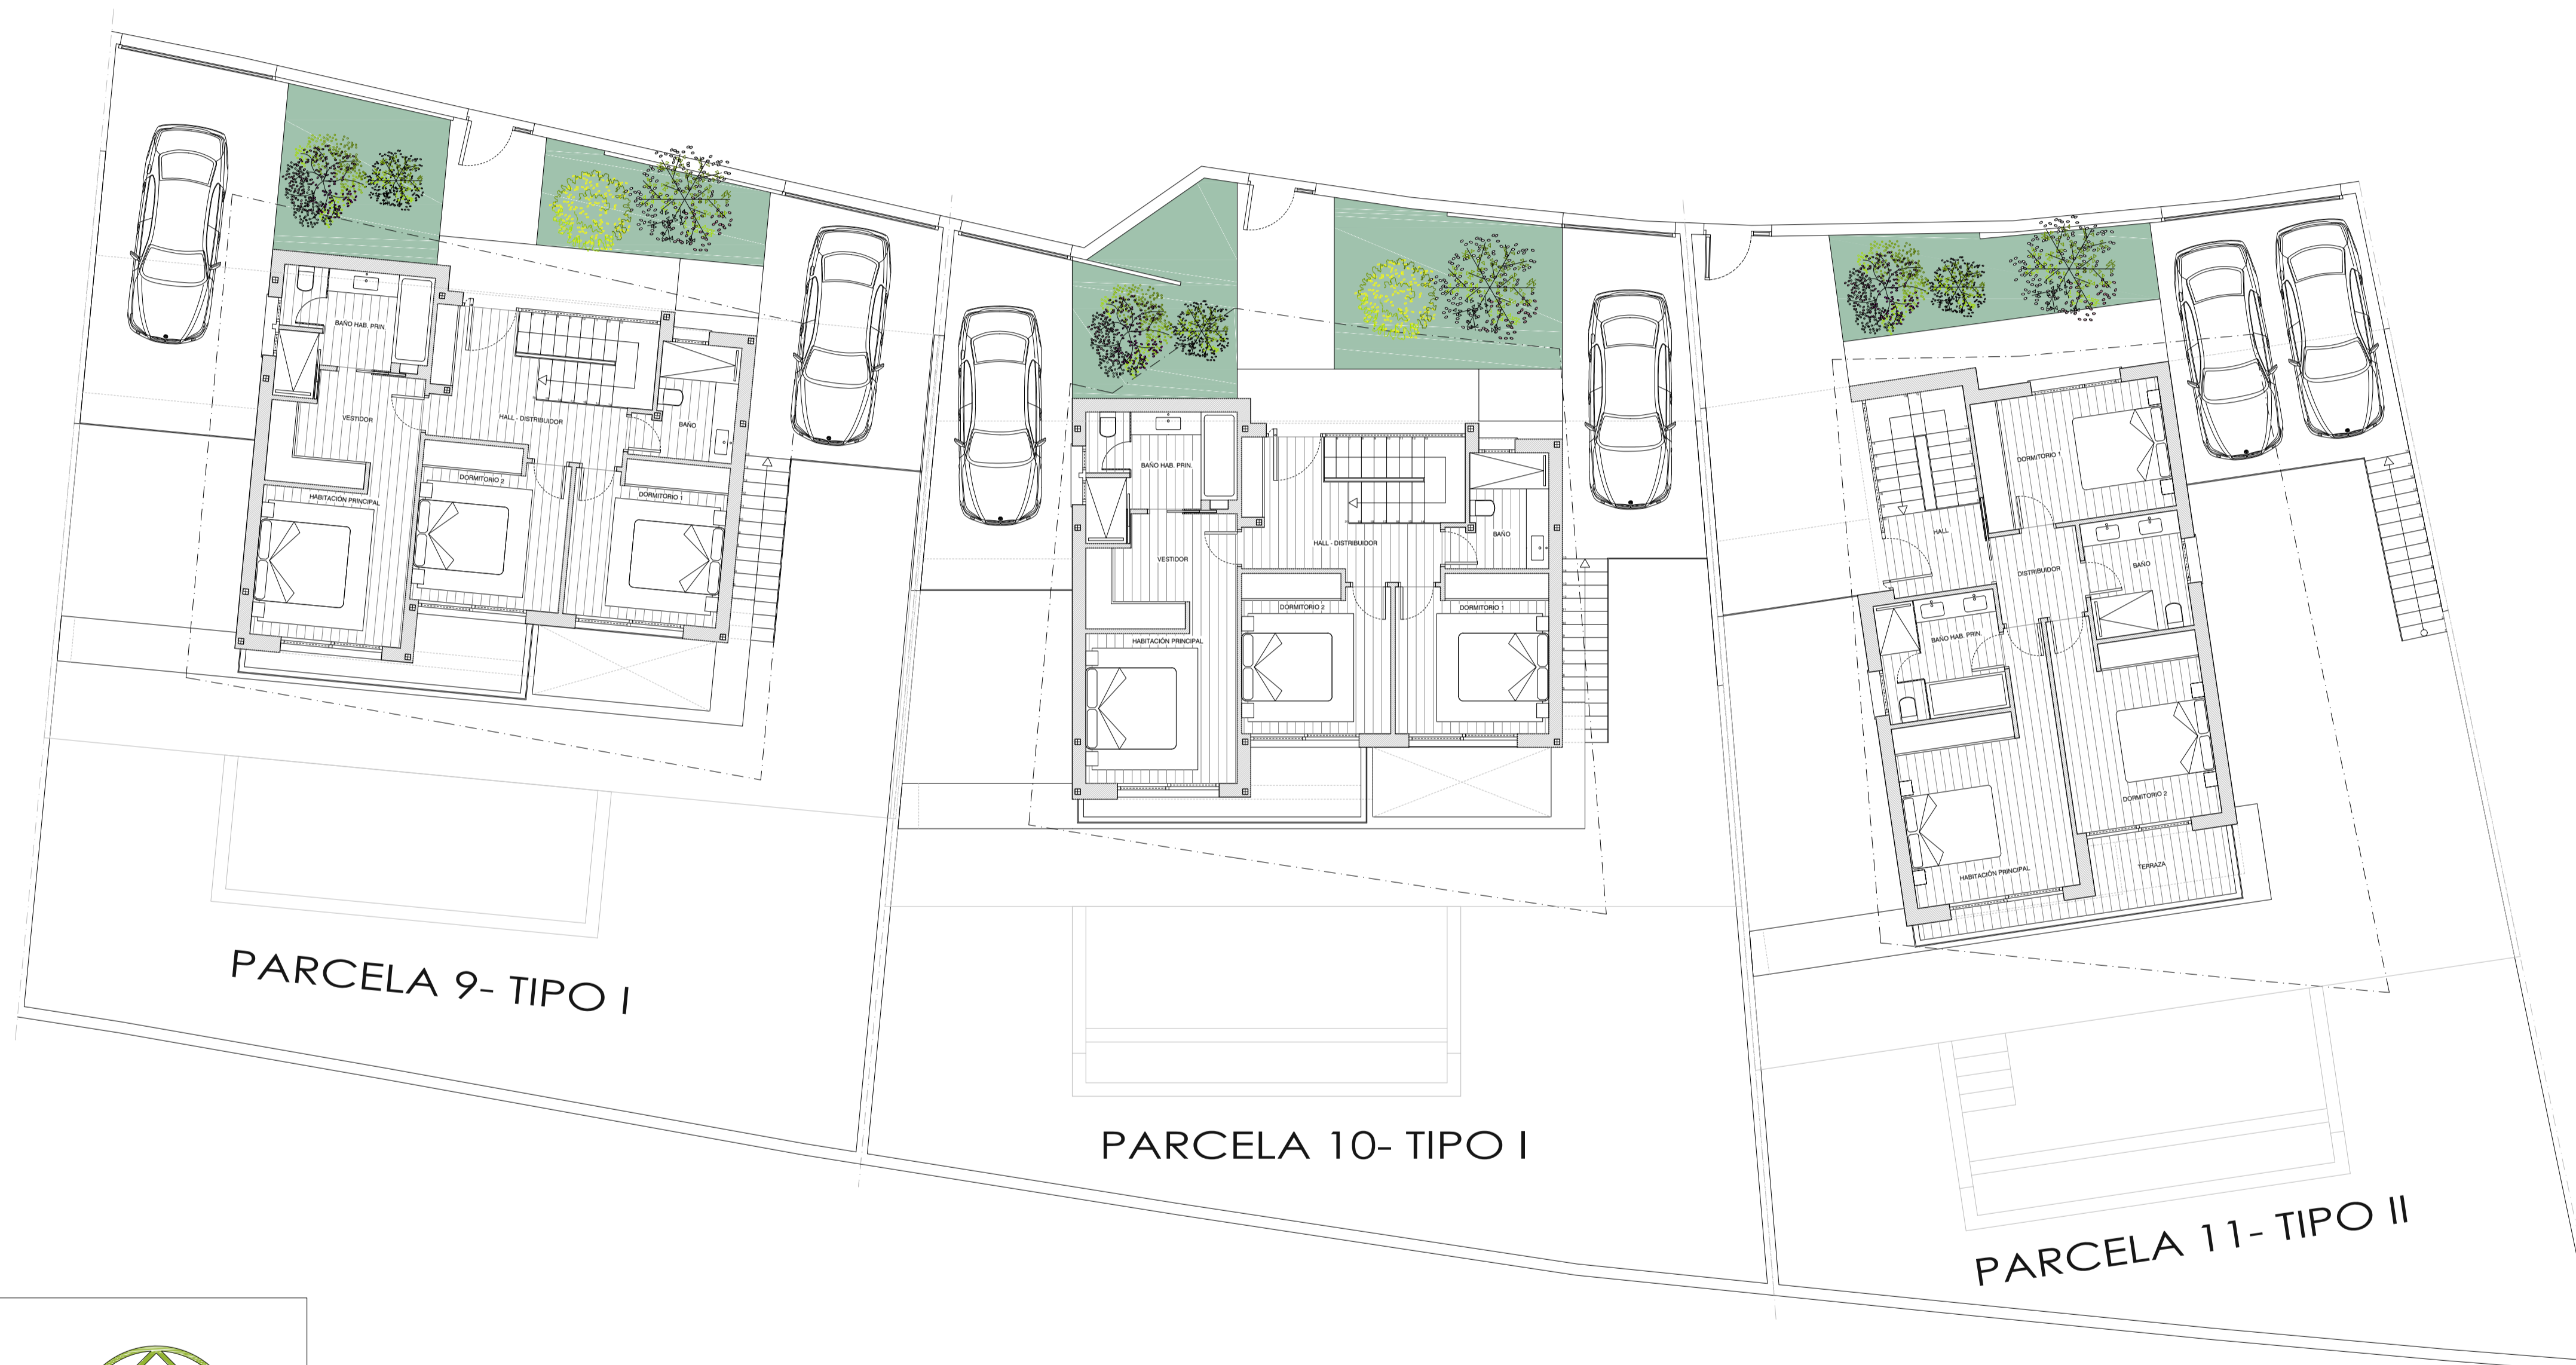 BAÑO HAB. PRIN.
VESTIDOR
HALL - DISTRIBUIDOR
BAÑO
DORMITORIO 2
DORMITORIO 1
HABITACIÓN PRINCIPAL
PARCELA 9- TIPO I
BAÑO HAB. PRIN.
VESTIDOR
HALL - DISTRIBUIDOR
BAÑO
DORMITORIO 2
DORMITORIO 1
HABITACIÓN PRINCIPAL
PARCELA 10- TIPO I
DORMITORIO 1
HALL
DISTRIBUIDOR
BAÑO
BAÑO HAB. PRIN.
DORMITORIO 2
HABITACIÓN PRINCIPAL
TERRAZA
PARCELA 11- TIPO II